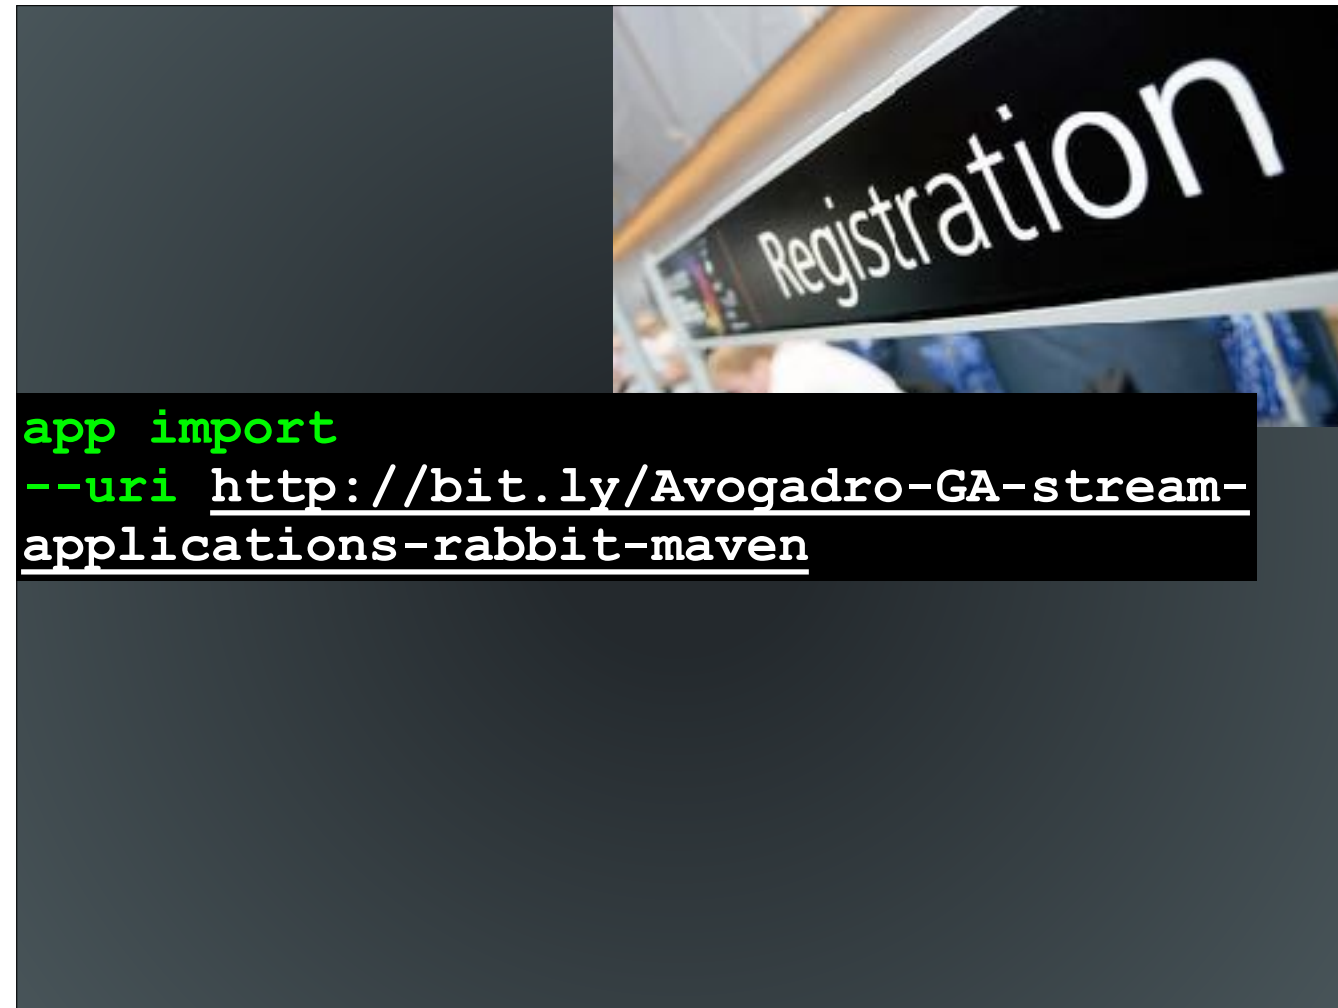 Registration
app import
--uri http://bit.ly/Avogadro-GA-stream-
applications-rabbit-maven